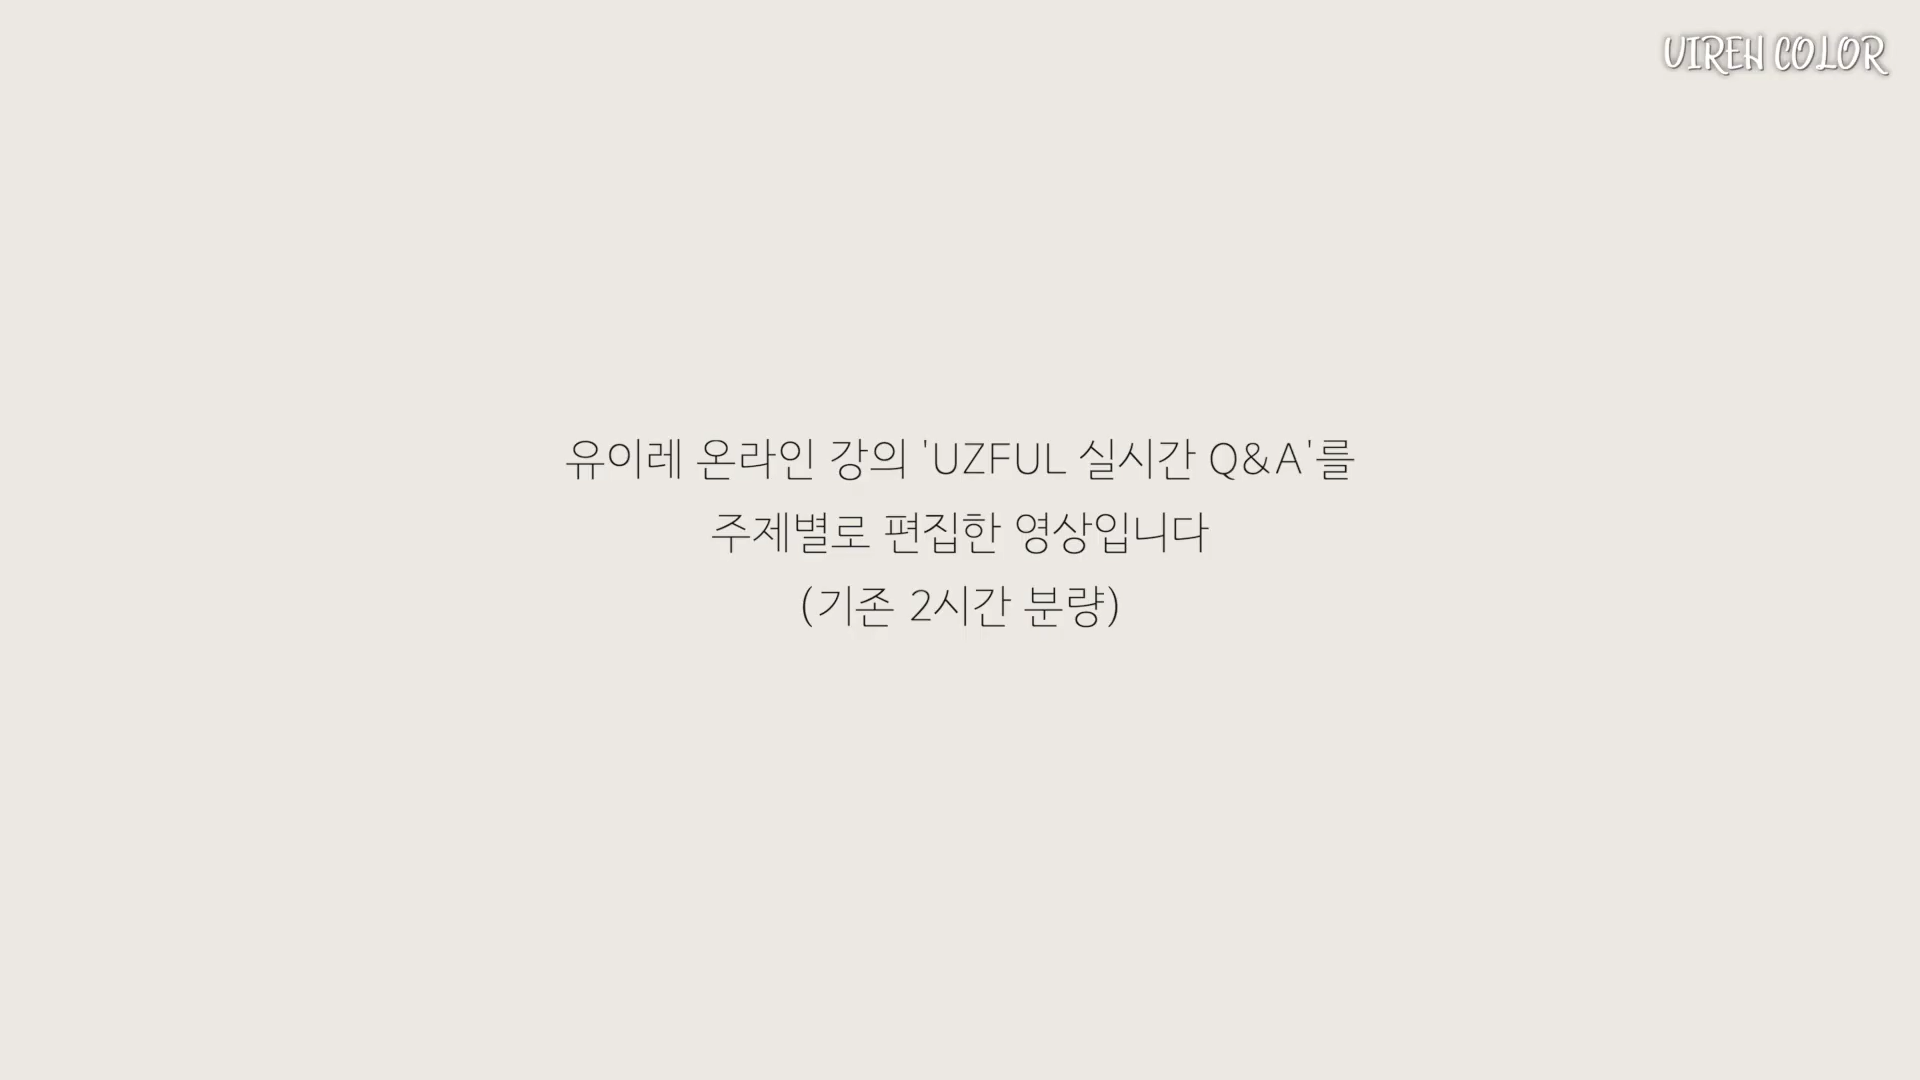 UIREH COLOR
유이레 온라인 강의 'UZFUL 실시간 Q&A'를
주제별로 편집한 영상입니다
(기존 2시간 분량)